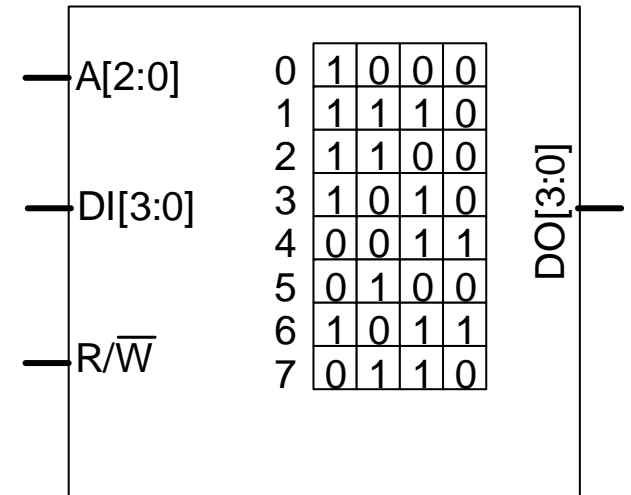 A[2:0]
DI[3:0]
R/W̅
0 1 0 0 0
1 1 1 1 0
2 1 1 0 0
3 1 0 1 0
4 0 0 1 1
5 0 1 0 0
6 1 0 1 1
7 0 1 1 0
DO[3:0]